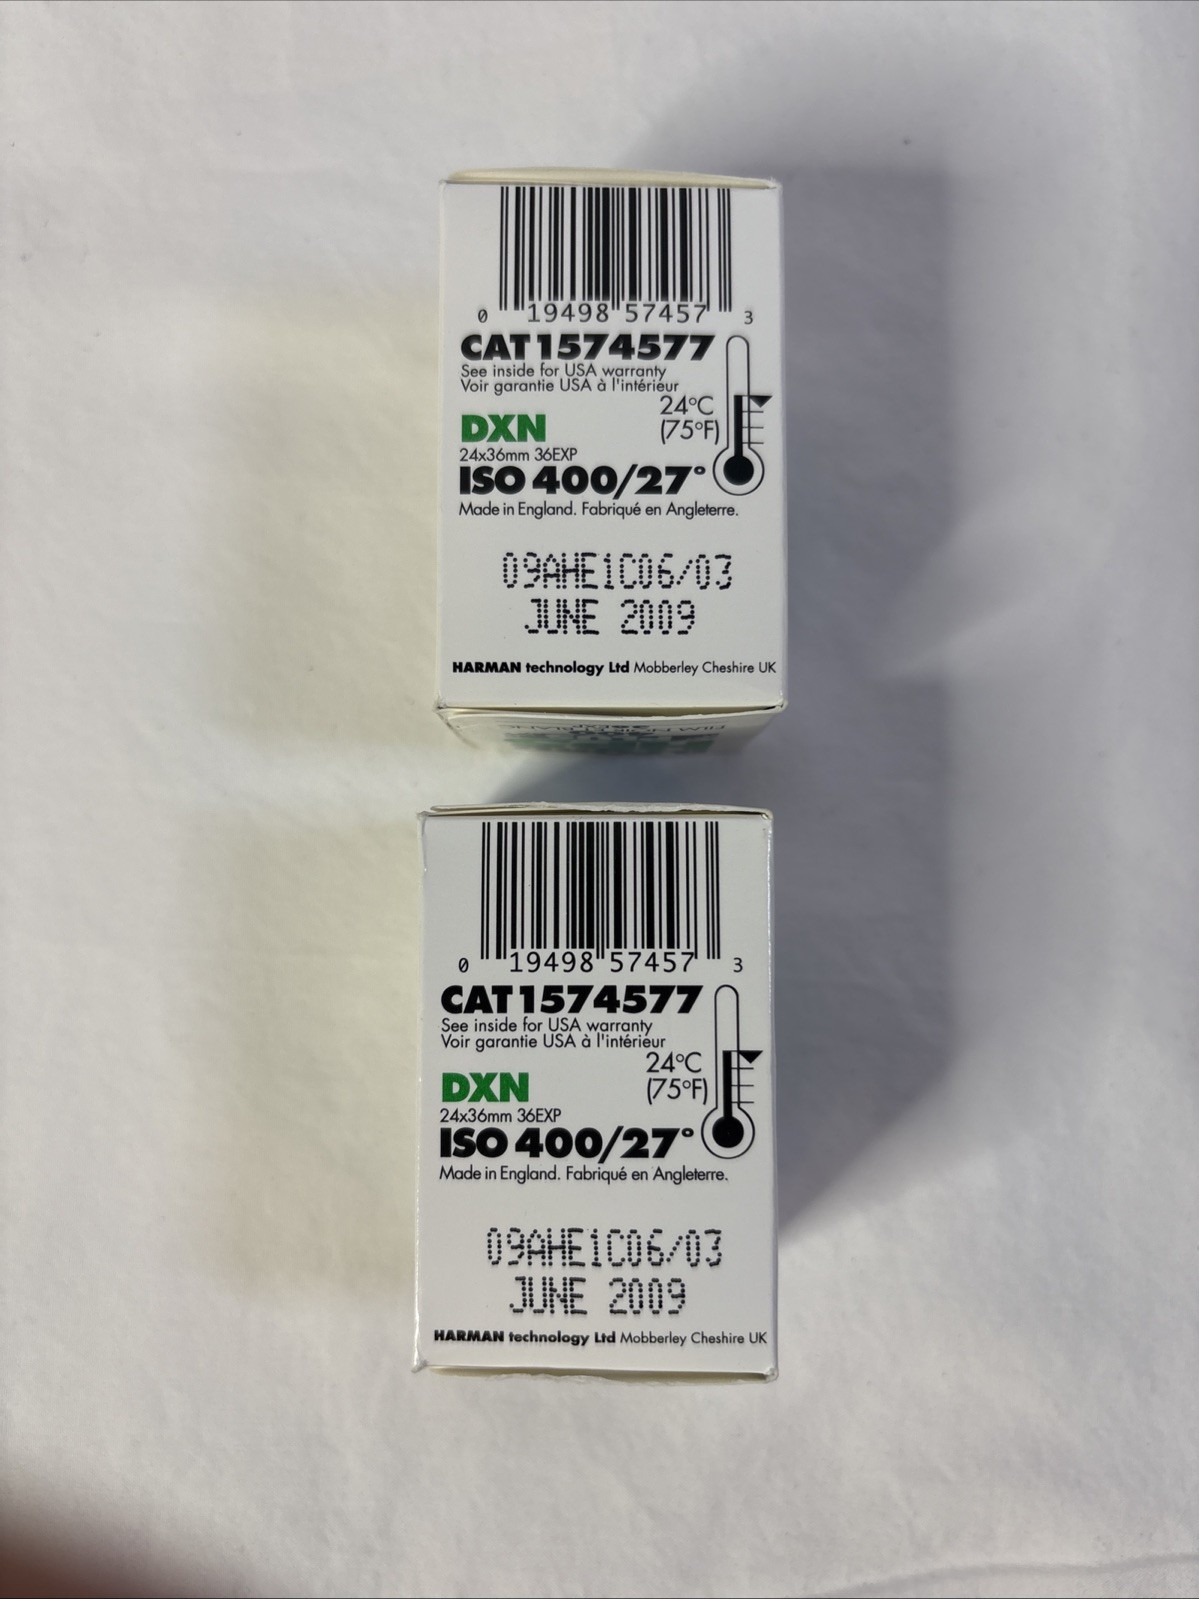 0 19498 57457 3
CAT 1574577
See inside for USA warranty
Voir garantie USA à l'intérieur
24°C
(75°F)
DXN
24x36mm 36EXP
ISO 400/27°
Made in England. Fabriqué en Angleterre.
09AHE1C06/03
JUNE 2009
HARMAN technology Ltd Mobberley Cheshire UK
0 19498 57457 3
CAT 1574577
See inside for USA warranty
Voir garantie USA à l'intérieur
24°C
(75°F)
DXN
24x36mm 36EXP
ISO 400/27°
Made in England. Fabriqué en Angleterre.
09AHE1C06/03
JUNE 2009
HARMAN technology Ltd Mobberley Cheshire UK